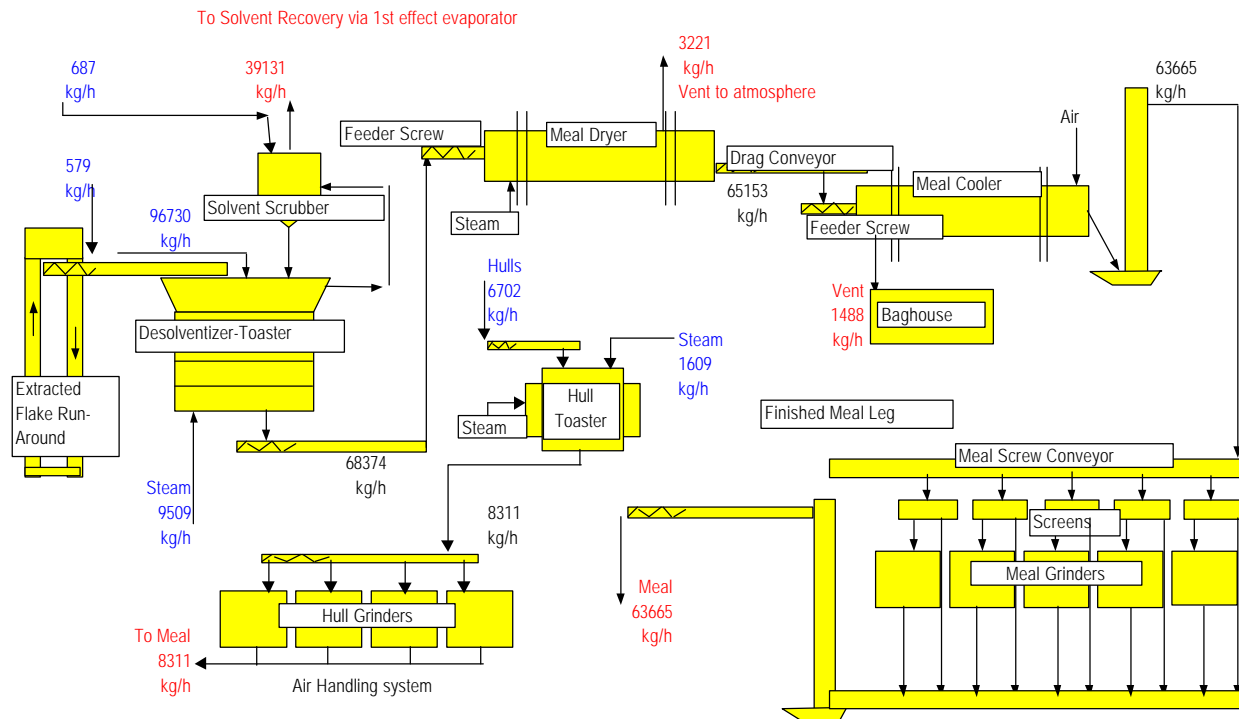 To Solvent Recovery via 1st effect evaporator
687
kg/h
39131
kg/h
3221
kg/h
Vent to atmosphere
63665
kg/h
Feeder Screw
Meal Dryer
Air
579
kg/h
Drag Conveyor
Meal Cooler
65153
kg/h
Solvent Scrubber
96730
kg/h
Steam
Feeder Screw
Hulls
6702
kg/h
Vent
1488
kg/h
Baghouse
Desolventizer-Toaster
Steam
1609
kg/h
Extracted
Flake Run-
Around
Hull
Toaster
Steam
Finished Meal Leg
68374
kg/h
Meal Screw Conveyor
Steam
9509
kg/h
8311
kg/h
Screens
Meal Grinders
Hull Grinders
Meal
63665
kg/h
To Meal
8311
kg/h
Air Handling system